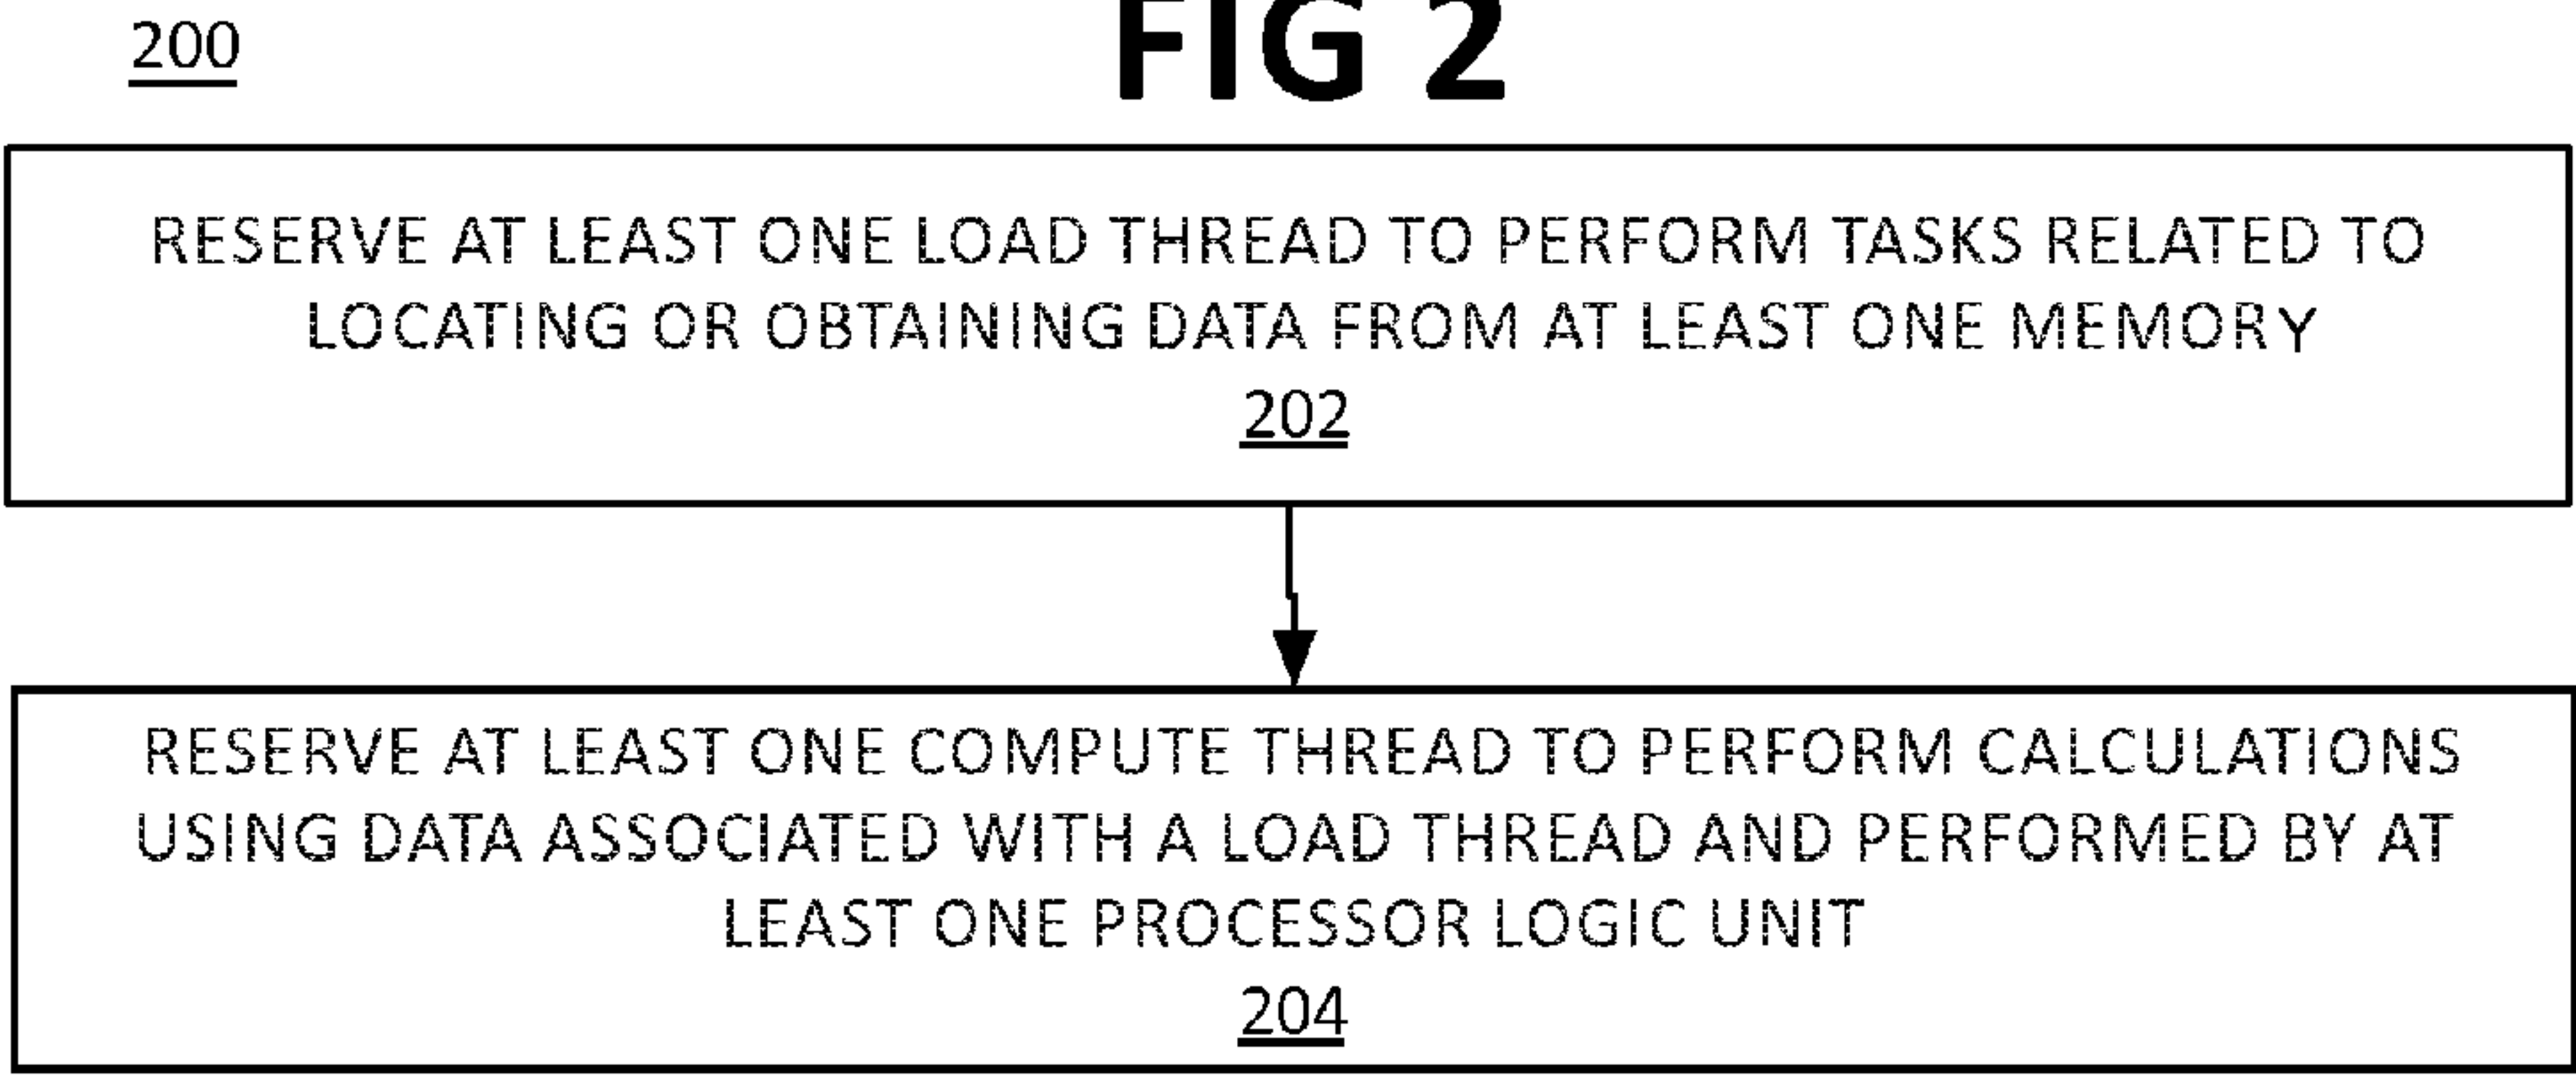 200
FIG 2
RESERVE AT LEAST ONE LOAD THREAD TO PERFORM TASKS RELATED TO
LOCATING OR OBTAINING DATA FROM AT LEAST ONE MEMORY
202
RESERVE AT LEAST ONE COMPUTE THREAD TO PERFORM CALCULATIONS
USING DATA ASSOCIATED WITH A LOAD THREAD AND PERFORMED BY AT
LEAST ONE PROCESSOR LOGIC UNIT
204